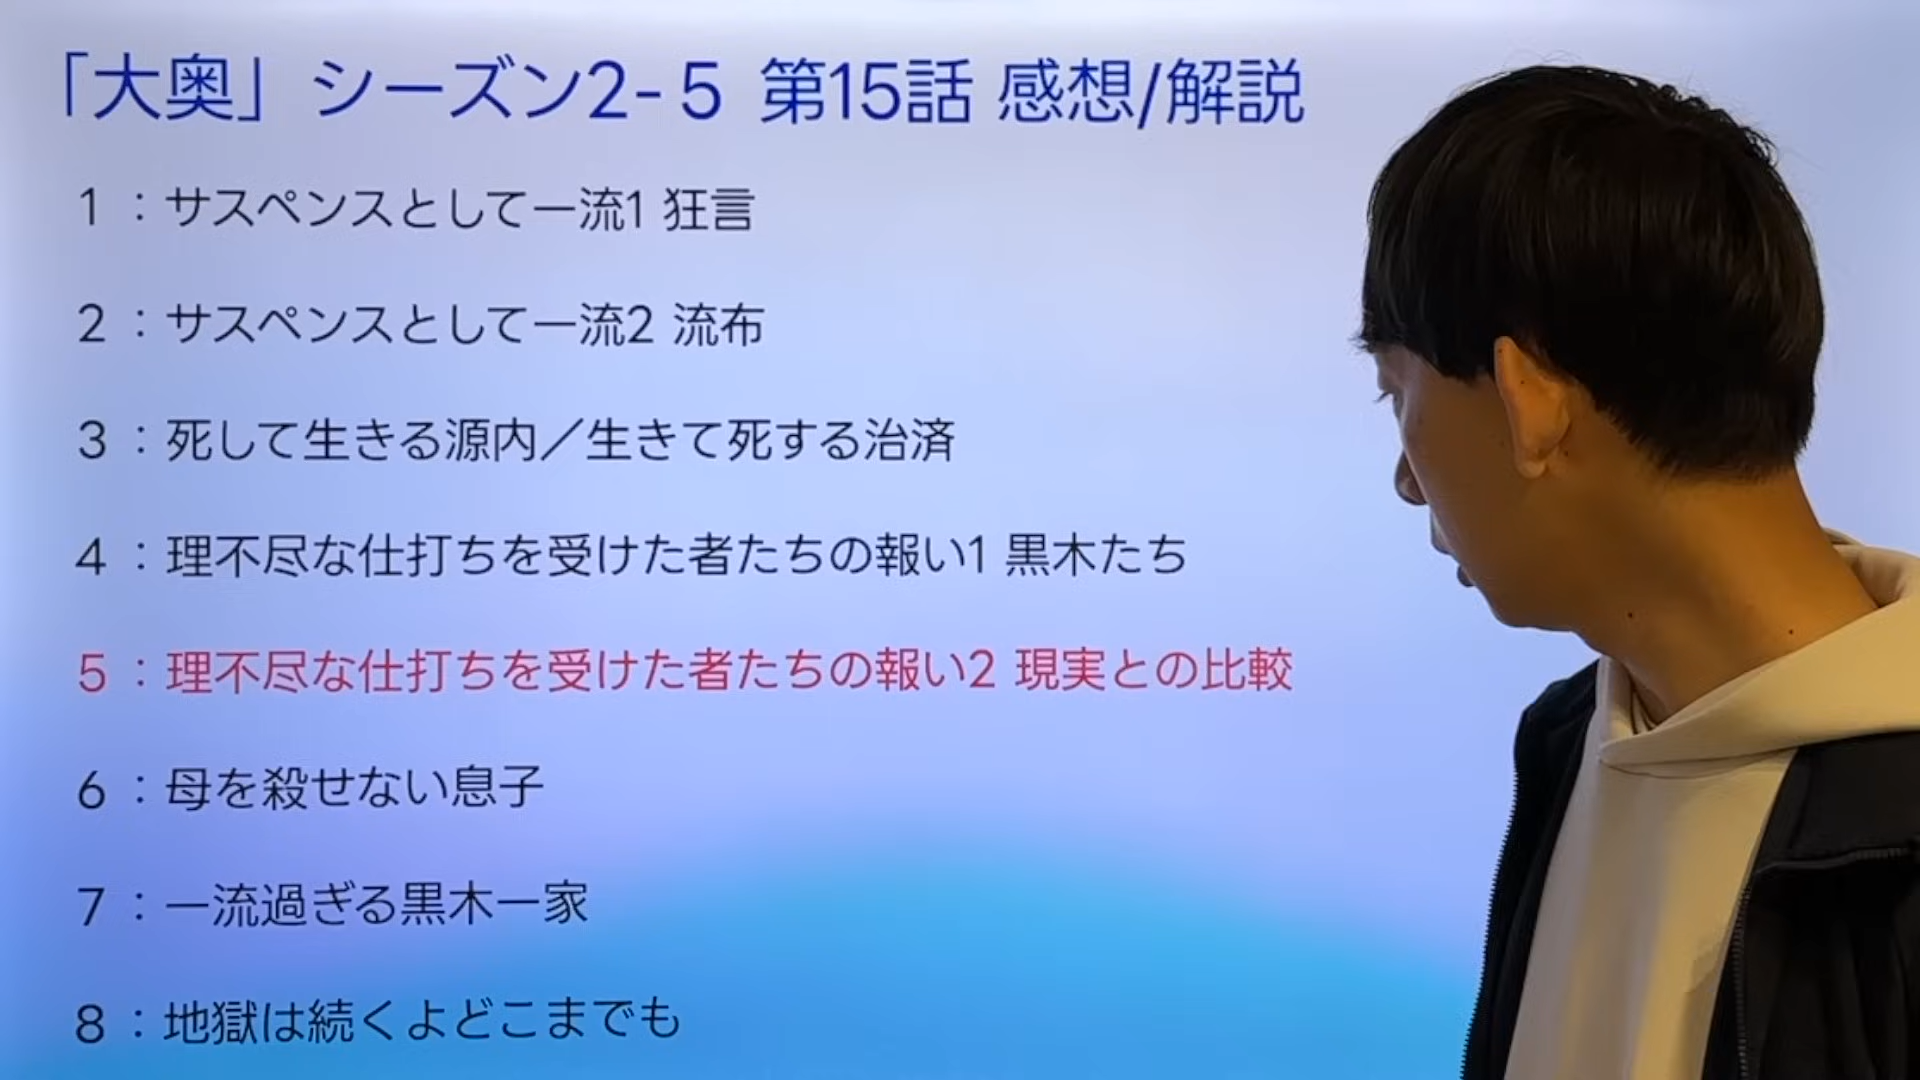 「大奥」シーズン2-5 第15話 感想/解説
1：サスペンスとして一流1 狂言
2：サスペンスとして一流2 流布
3：死して生きる源内／生きて死する治済
4：理不尽な仕打ちを受けた者たちの報い1 黒木たち
5：理不尽な仕打ちを受けた者たちの報い2 現実との比較
6：母を殺せない息子
7：一流過ぎる黒木一家
8：地獄は続くよどこまでも